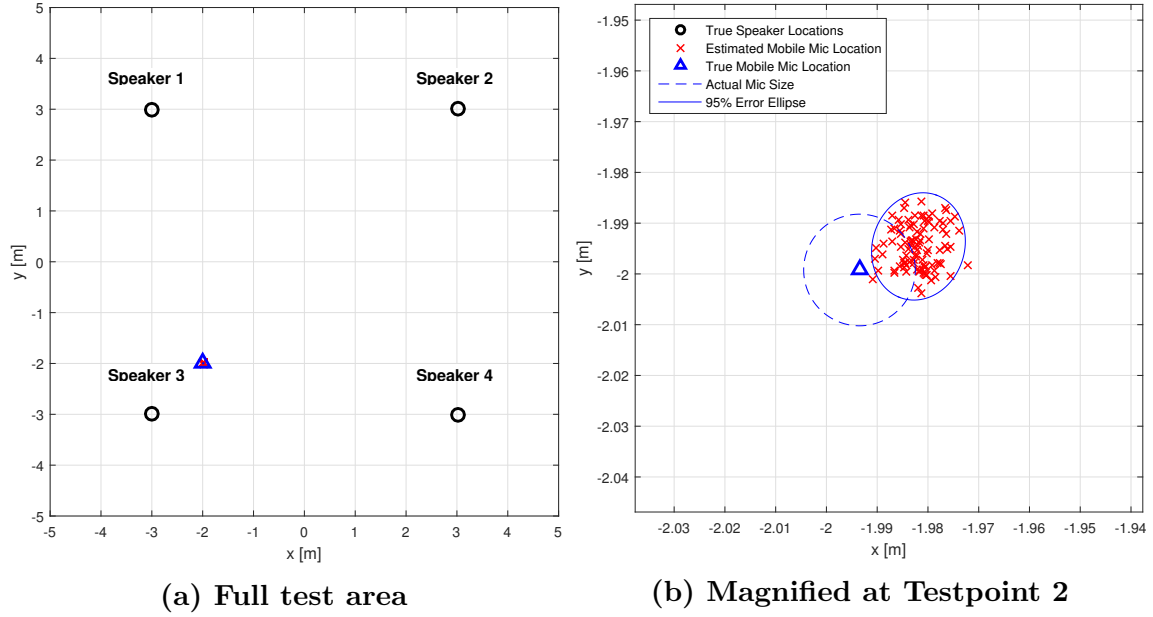 5
4
3
2
1
0
-1
-2
-3
-4
-5
y [m]
Speaker 1
Speaker 2
Speaker 3
Speaker 4
-5 -4 -3 -2 -1 0 1 2 3 4 5
x [m]
(a) Full test area
-1.95
-1.96
-1.97
-1.98
-1.99
-2
-2.01
-2.02
-2.03
-2.04
y [m]
True Speaker Locations
Estimated Mobile Mic Location
True Mobile Mic Location
Actual Mic Size
95% Error Ellipse
-2.03 -2.02 -2.01 -2 -1.99 -1.98 -1.97 -1.96 -1.95 -1.94
x [m]
(b) Magnified at Testpoint 2